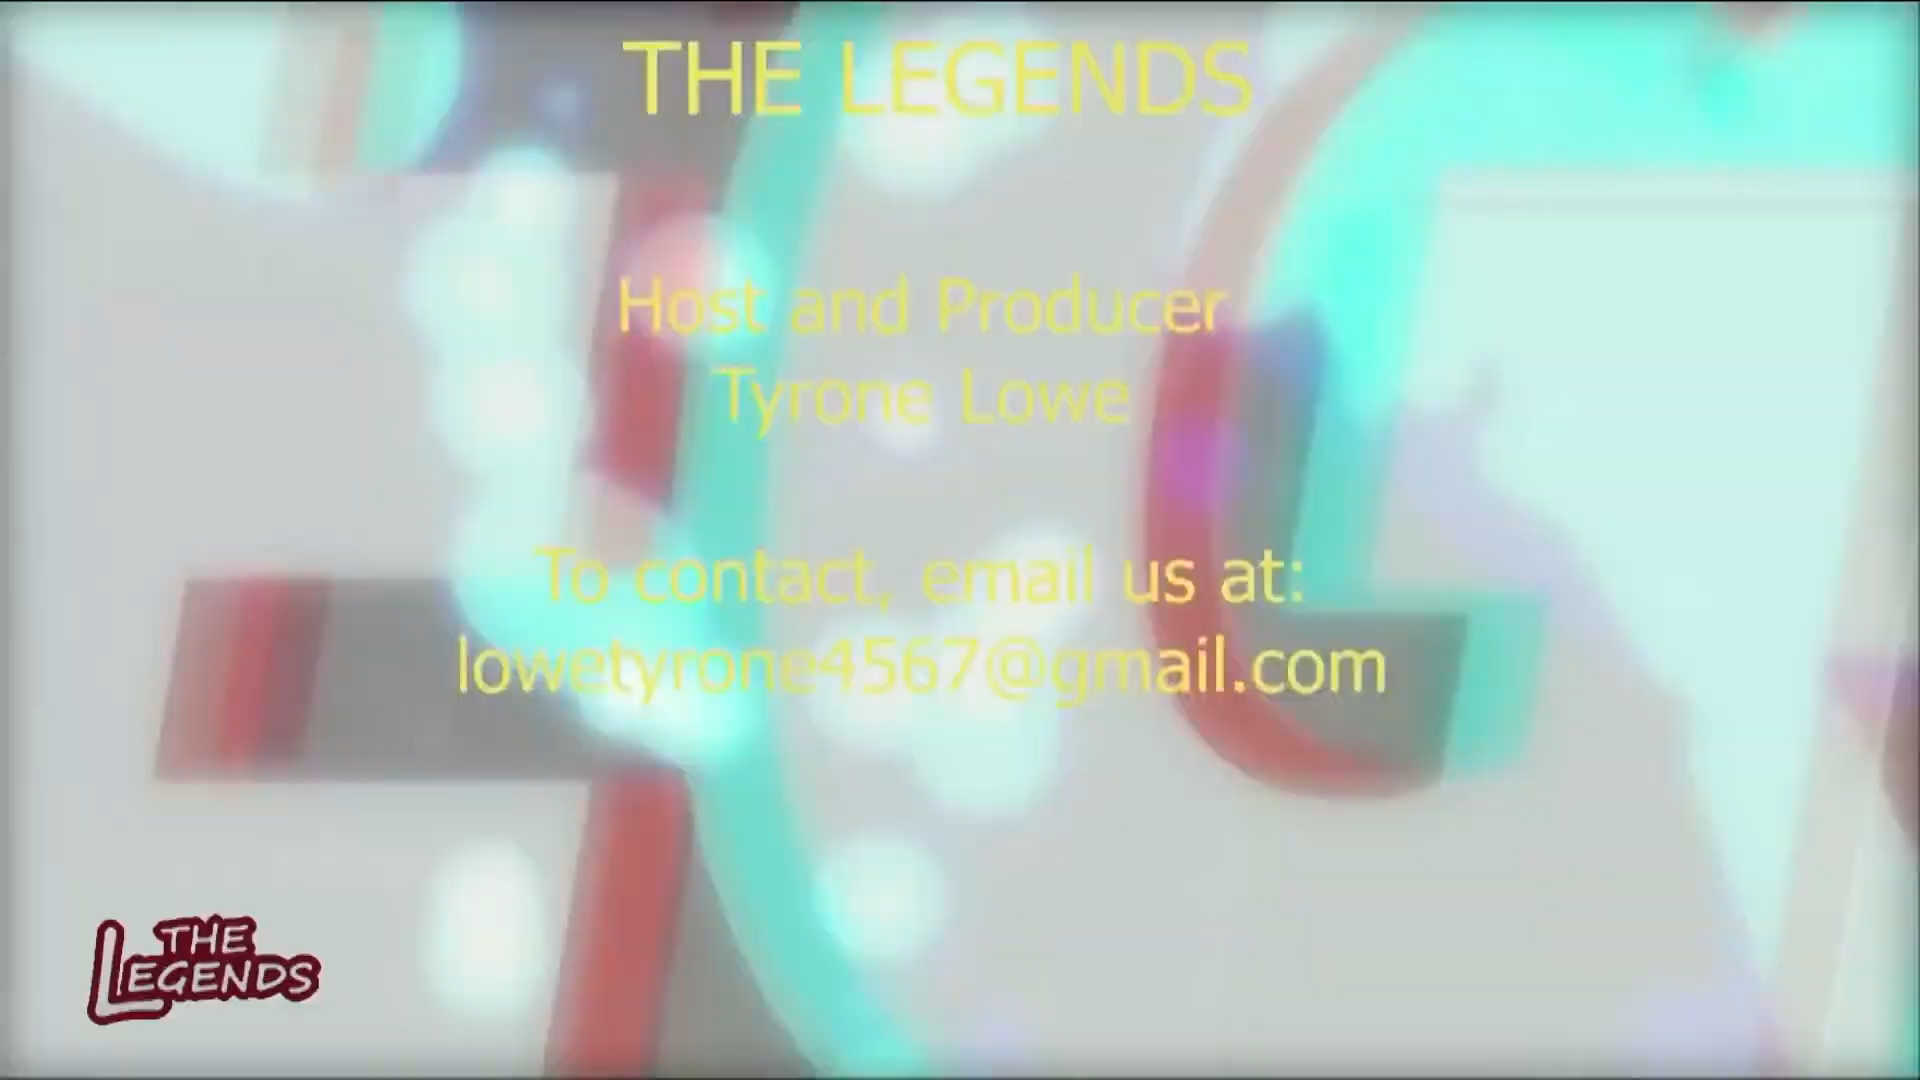 THE LEGENDS
Host and Producer
Tyrone Lowe
To contact, email us at:
lowetyrone4567@gmail.com
THE
LEGENDS